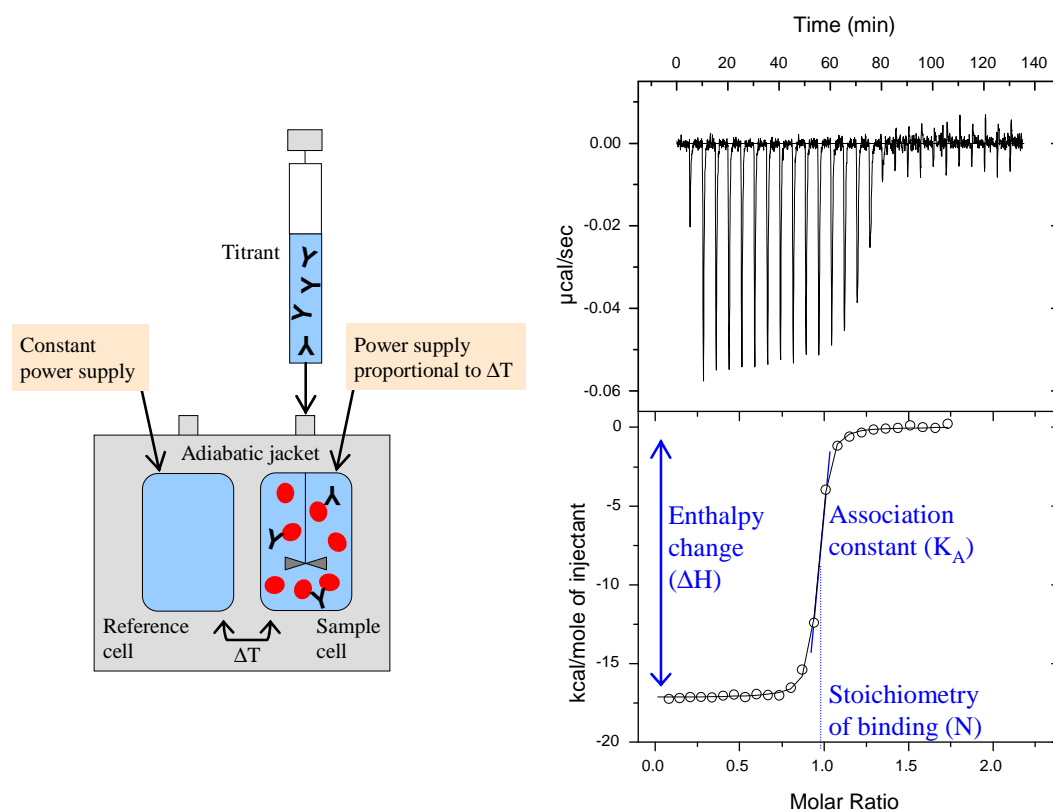 Titrant
Constant
power supply
Power supply
proportional to ΔT
Adiabatic jacket
Reference
cell
Sample
cell
ΔT
Time (min)
0 20 40 60 80 100 120 140
0.00
-0.02
-0.04
-0.06
µcal/sec
0
-5
-10
-15
-20
kcal/mole of injectant
Enthalpy
change
(ΔH)
Association
constant (K_A)
Stoichiometry
of binding (N)
0.0 0.5 1.0 1.5 2.0
Molar Ratio